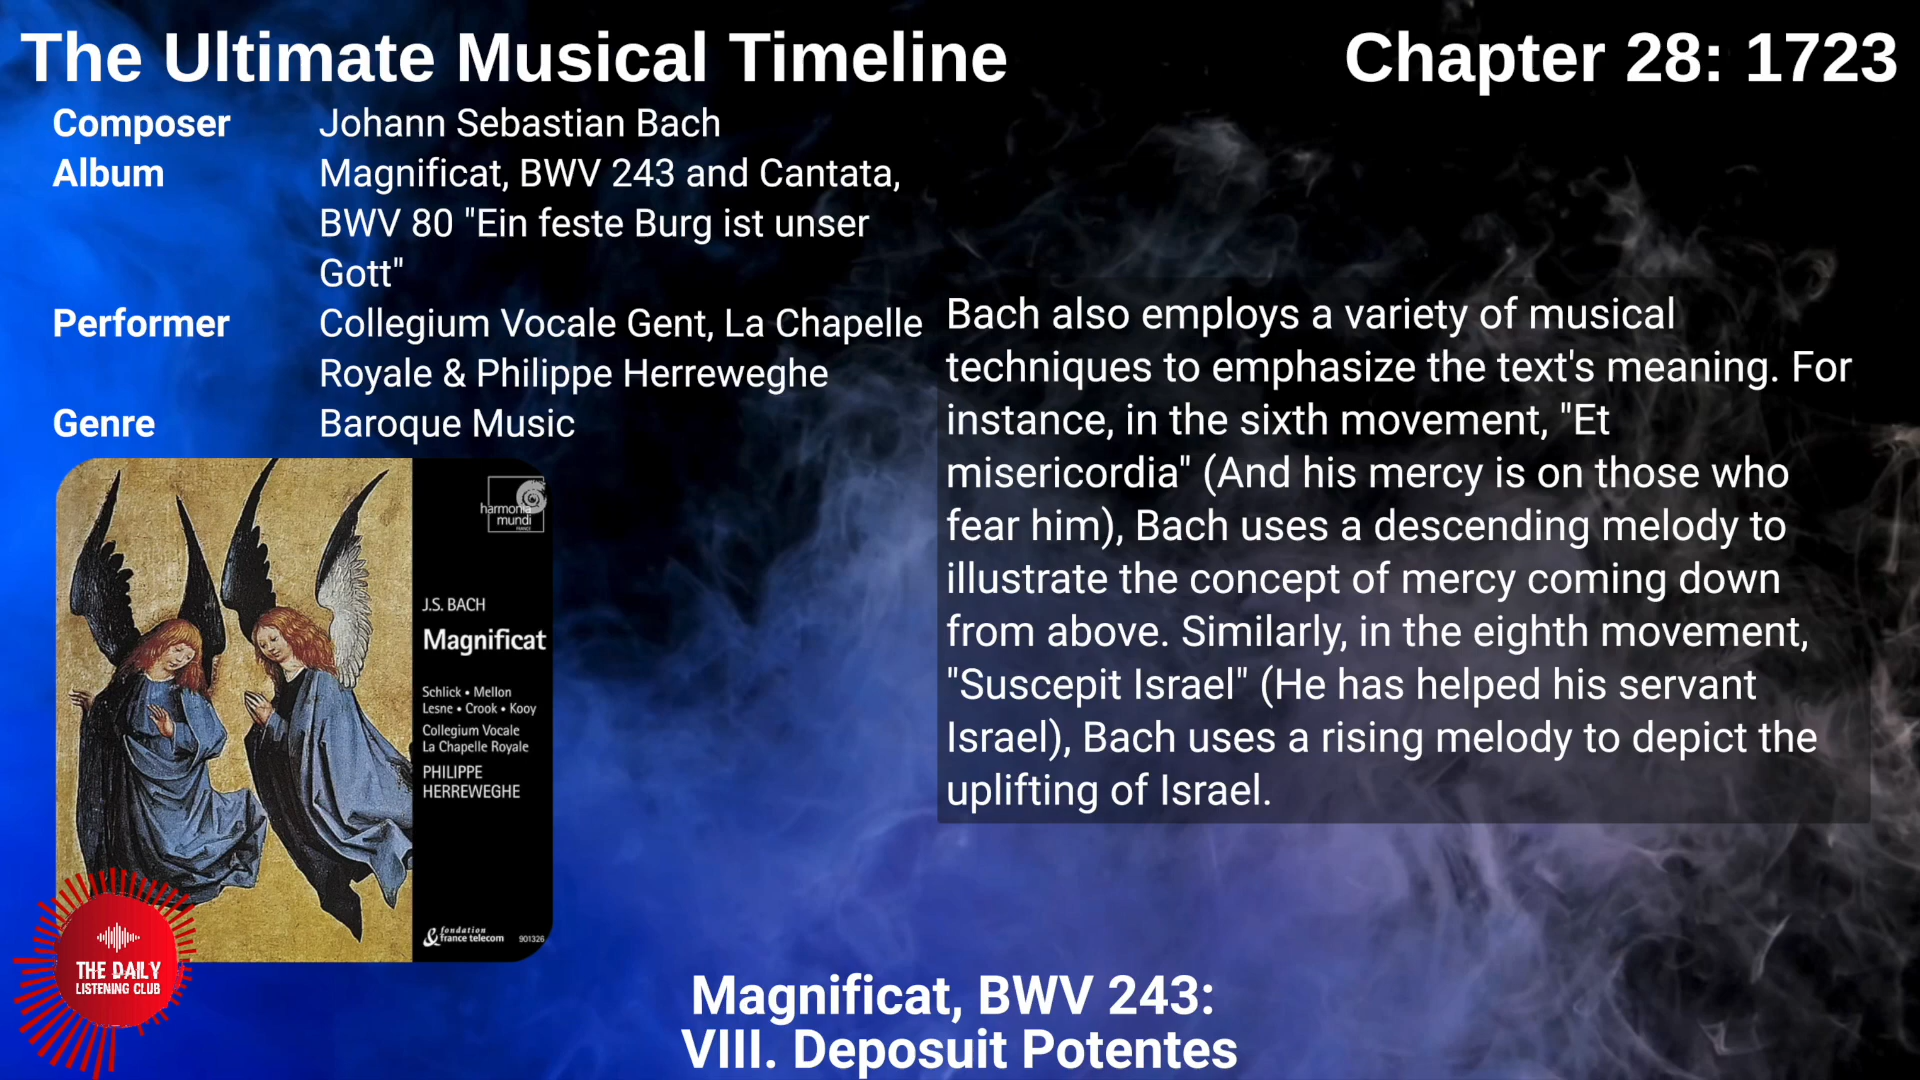 The Ultimate Musical Timeline
Chapter 28: 1723
Composer Johann Sebastian Bach
Album Magnificat, BWV 243 and Cantata,
BWV 80 "Ein feste Burg ist unser
Gott"
Performer Collegium Vocale Gent, La Chapelle
Royale & Philippe Herreweghe
Genre Baroque Music
Bach also employs a variety of musical
techniques to emphasize the text's meaning. For
instance, in the sixth movement, "Et
misericordia" (And his mercy is on those who
fear him), Bach uses a descending melody to
illustrate the concept of mercy coming down
from above. Similarly, in the eighth movement,
"Suscepit Israel" (He has helped his servant
Israel), Bach uses a rising melody to depict the
uplifting of Israel.
harmonia
mundi
FRANCE
J.S. BACH
Magnificat
Schlick • Mellon
Lesne • Crook • Kooy
Collegium Vocale
La Chapelle Royale
PHILIPPE
HERREWEGHE
& fondation
france telecom
901326
THE DAILY
LISTENING CLUB
Magnificat, BWV 243:
VIII. Deposuit Potentes